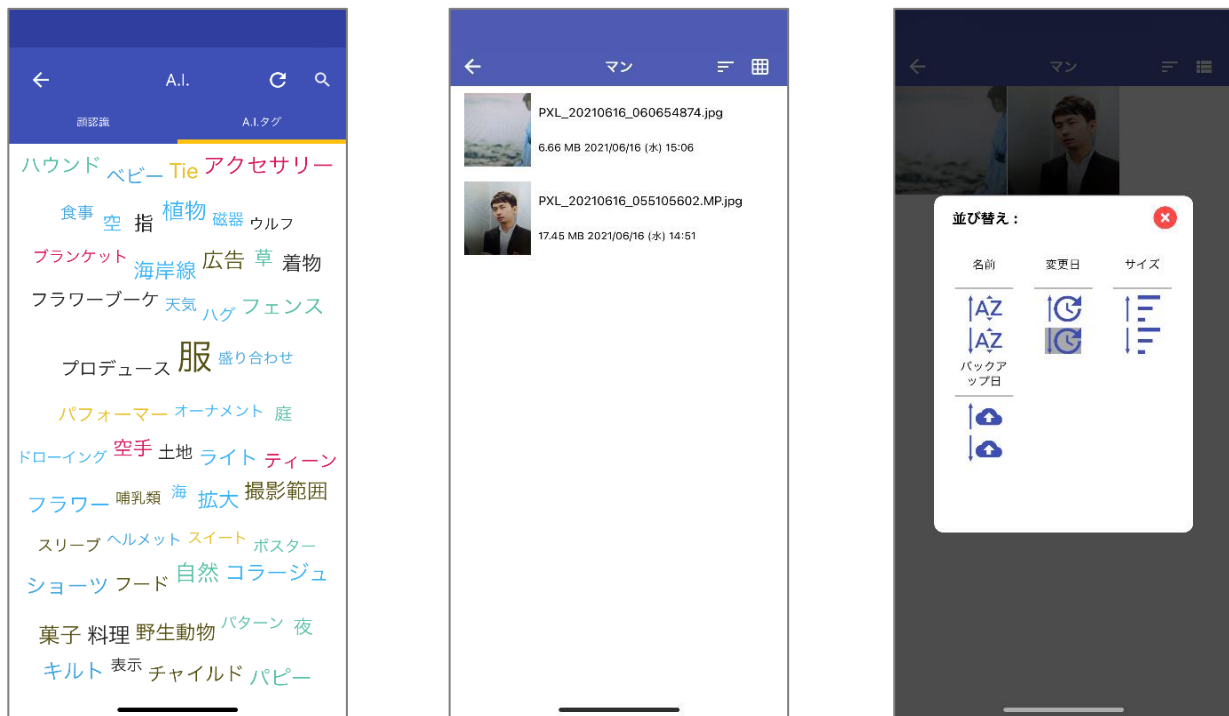 A.I.
顔認識
A.I.タグ
ハウンド ベビー Tie アクセサリー
食事 空 指 植物 磁器 ウルフ
ブランケット 海岸線 広告 草 着物
フラワーブーケ 天気 ハグ フェンス
プロデュース 服 盛り合わせ
パフォーマー オーナメント 庭
ドローイング 空手 土地 ライト ティーン
フラワー 哺乳類 海 拡大 撮影範囲
スリーブ ヘルメット スイート ポスター
ショーツ フード 自然 コラージュ
菓子 料理 野生動物 パターン 夜
キルト 表示 チャイルド パピー
マン
PXL_20210616_060654874.jpg
6.66 MB 2021/06/16 (水) 15:06
PXL_20210616_055105602.MP.jpg
17.45 MB 2021/06/16 (水) 14:51
マン
並び替え :
名前 変更日 サイズ
AZ
AZ
バックア
ップ日